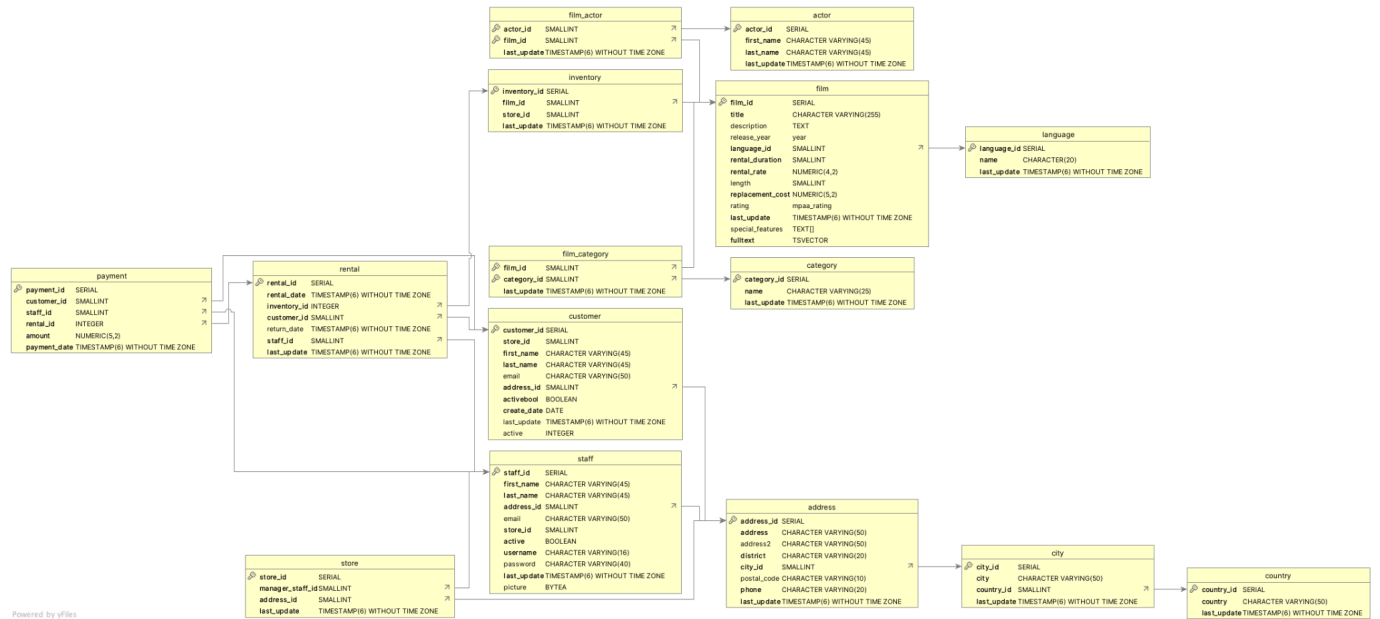 film_actor
actor_id SMALLINT
film_id SMALLINT
last_update TIMESTAMP(6) WITHOUT TIME ZONE
actor
actor_id SERIAL
first_name CHARACTER VARYING(45)
last_name CHARACTER VARYING(45)
last_update TIMESTAMP(6) WITHOUT TIME ZONE
inventory
inventory_id SERIAL
film_id SMALLINT
store_id SMALLINT
last_update TIMESTAMP(6) WITHOUT TIME ZONE
film
film_id SERIAL
title CHARACTER VARYING(255)
description TEXT
release_year year
language_id SMALLINT
rental_duration SMALLINT
rental_rate NUMERIC(4,2)
length SMALLINT
replacement_cost NUMERIC(5,2)
rating mpaa_rating
last_update TIMESTAMP(6) WITHOUT TIME ZONE
special_features TEXT[]
fulltext TSVECTOR
language
language_id SERIAL
name CHARACTER(20)
last_update TIMESTAMP(6) WITHOUT TIME ZONE
payment
payment_id SERIAL
customer_id SMALLINT
staff_id SMALLINT
rental_id INTEGER
amount NUMERIC(5,2)
payment_date TIMESTAMP(6) WITHOUT TIME ZONE
rental
rental_id SERIAL
rental_date TIMESTAMP(6) WITHOUT TIME ZONE
inventory_id INTEGER
customer_id SMALLINT
return_date TIMESTAMP(6) WITHOUT TIME ZONE
staff_id SMALLINT
last_update TIMESTAMP(6) WITHOUT TIME ZONE
film_category
film_id SMALLINT
category_id SMALLINT
last_update TIMESTAMP(6) WITHOUT TIME ZONE
category
category_id SERIAL
name CHARACTER VARYING(25)
last_update TIMESTAMP(6) WITHOUT TIME ZONE
customer
customer_id SERIAL
store_id SMALLINT
first_name CHARACTER VARYING(45)
last_name CHARACTER VARYING(45)
email CHARACTER VARYING(50)
address_id SMALLINT
activebool BOOLEAN
create_date DATE
last_update TIMESTAMP(6) WITHOUT TIME ZONE
active INTEGER
staff
staff_id SERIAL
first_name CHARACTER VARYING(45)
last_name CHARACTER VARYING(45)
address_id SMALLINT
email CHARACTER VARYING(50)
store_id SMALLINT
active BOOLEAN
username CHARACTER VARYING(16)
password CHARACTER VARYING(40)
last_update TIMESTAMP(6) WITHOUT TIME ZONE
picture BYTEA
store
store_id SERIAL
manager_staff_id SMALLINT
address_id SMALLINT
last_update TIMESTAMP(6) WITHOUT TIME ZONE
address
address_id SERIAL
address CHARACTER VARYING(50)
address2 CHARACTER VARYING(50)
district CHARACTER VARYING(20)
city_id SMALLINT
postal_code CHARACTER VARYING(10)
phone CHARACTER VARYING(20)
last_update TIMESTAMP(6) WITHOUT TIME ZONE
city
city_id SERIAL
city CHARACTER VARYING(50)
country_id SMALLINT
last_update TIMESTAMP(6) WITHOUT TIME ZONE
country
country_id SERIAL
country CHARACTER VARYING(50)
last_update TIMESTAMP(6) WITHOUT TIME ZONE
Powered by yFiles